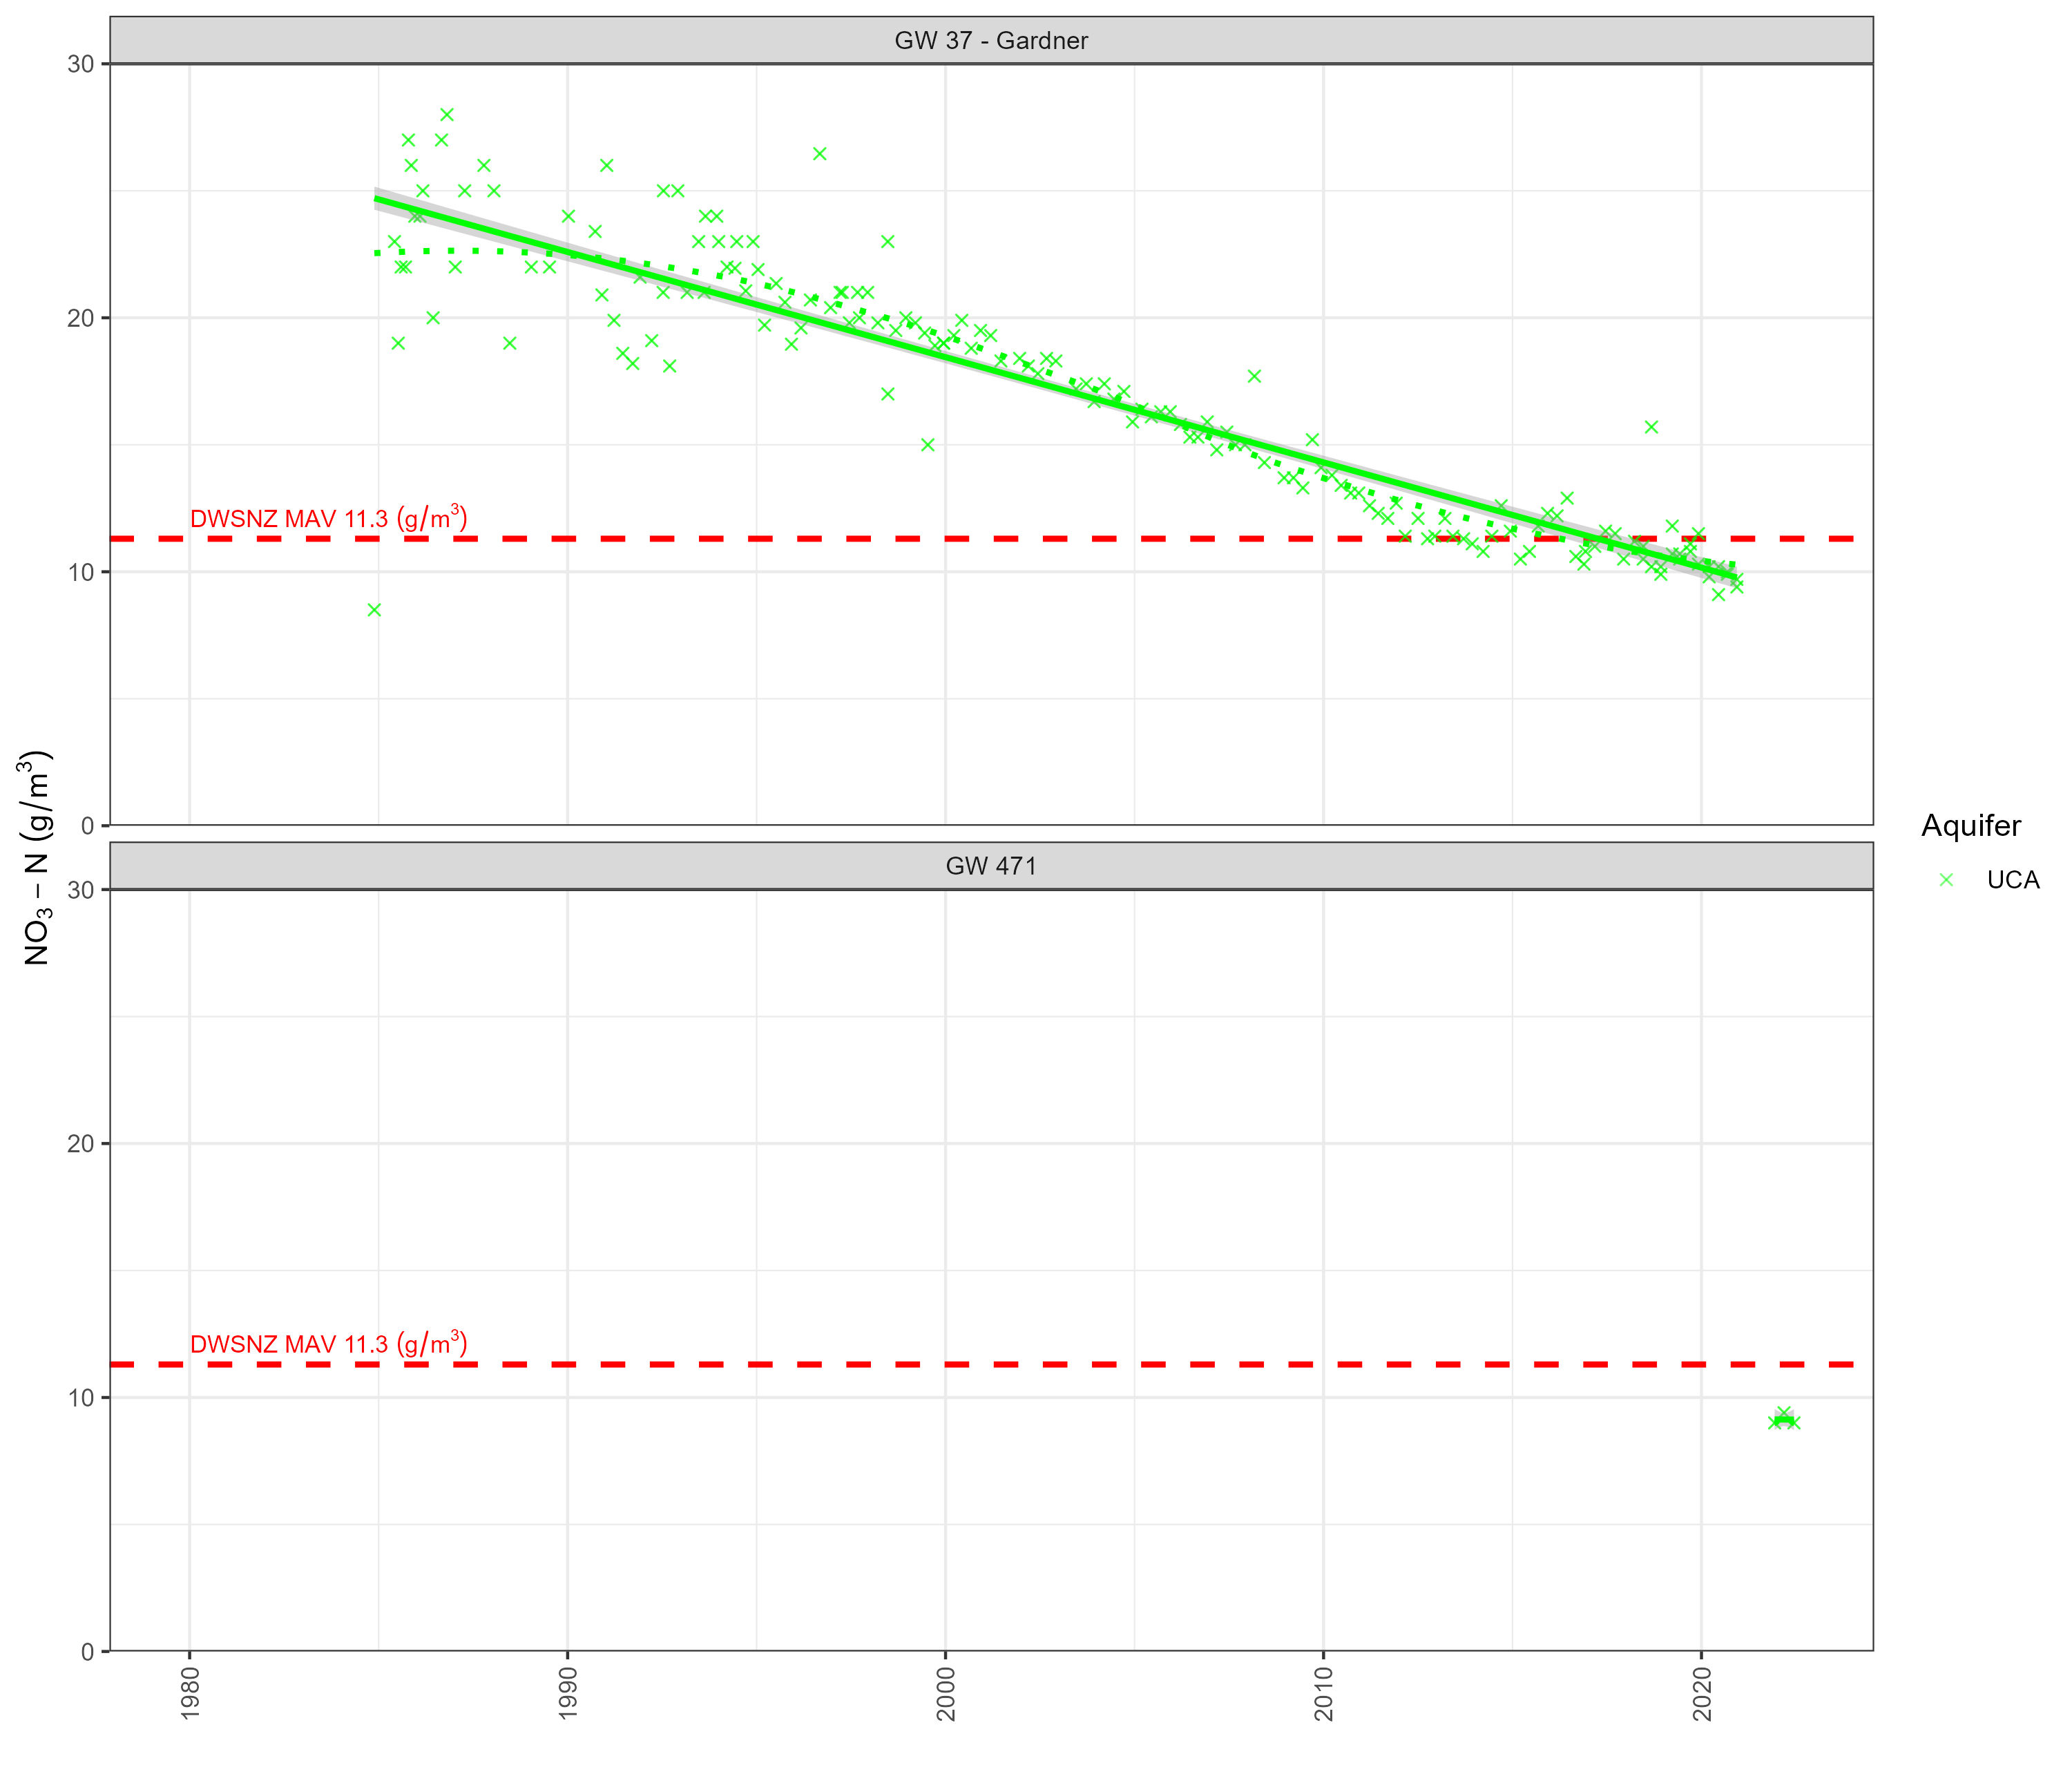 GW 37 - Gardner
30
20
10
0
DWSNZ MAV 11.3 (g/m³)
NO₃ – N (g/m³)
GW 471
30
20
10
0
DWSNZ MAV 11.3 (g/m³)
1980
1990
2000
2010
2020
Aquifer
UCA